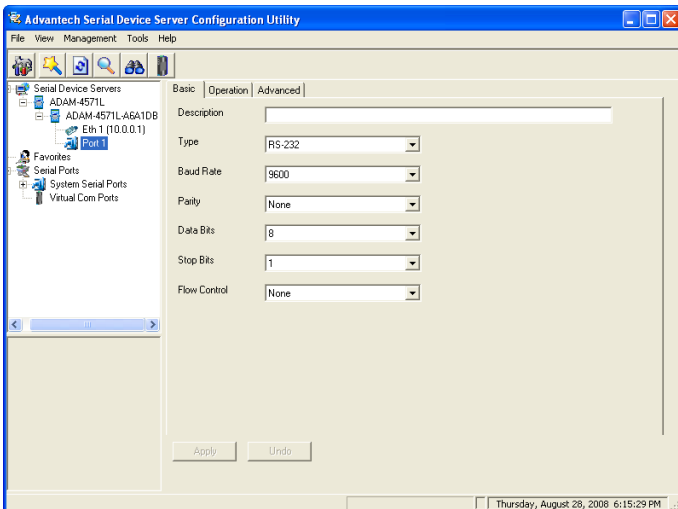 Advantech Serial Device Server Configuration Utility
File View Management Tools Help
Serial Device Servers
ADAM-4571L
ADAM-4571L-A6A1DB
Eth 1 (10.0.0.1)
Port 1
Favorites
Serial Ports
System Serial Ports
Virtual Com Ports
Basic Operation Advanced
Description
Type RS-232
Baud Rate 9600
Parity None
Data Bits 8
Stop Bits 1
Flow Control None
Apply Undo
Thursday, August 28, 2008 6:15:29 PM